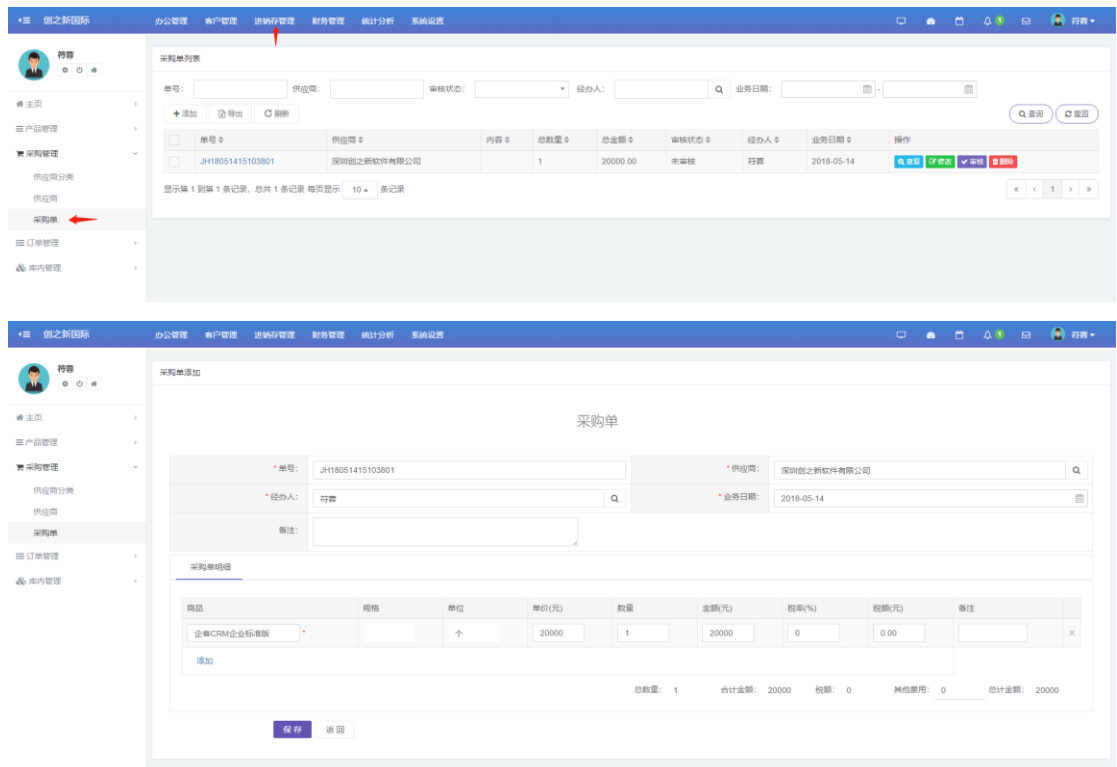 创之新国际 办公管理 客户管理 进销存管理 财务管理 统计分析 系统设置 1 符蓉
符蓉
主页
产品管理
采购管理
供应商分类
供应商
采购单
订单管理
库内管理
采购单列表
单号： 供应商： 审核状态： 经办人： 业务日期： -
添加 导出 刷新 查询 重置
单号 供应商 内容 总数量 总金额 审核状态 经办人 业务日期 操作
JH18051415103801 深圳创之新软件有限公司 1 20000.00 未审核 符蓉 2018-05-14 查看 修改 审核 删除
显示第 1 到第 1 条记录，总共 1 条记录 每页显示 10 条记录 « ‹ 1 › »
创之新国际 办公管理 客户管理 进销存管理 财务管理 统计分析 系统设置 1 符蓉
符蓉
主页
产品管理
采购管理
供应商分类
供应商
采购单
订单管理
库内管理
采购单添加
采购单
*单号： JH18051415103801 *供应商： 深圳创之新软件有限公司
*经办人： 符蓉 *业务日期： 2018-05-14
备注：
采购单明细
商品 规格 单位 单价(元) 数量 金额(元) 税率(%) 税额(元) 备注
企客CRM企业标准版 * 个 20000 1 20000 0 0.00 ×
添加
总数量： 1 合计金额： 20000 税额： 0 其他费用： 0 总计金额： 20000
保存 返回